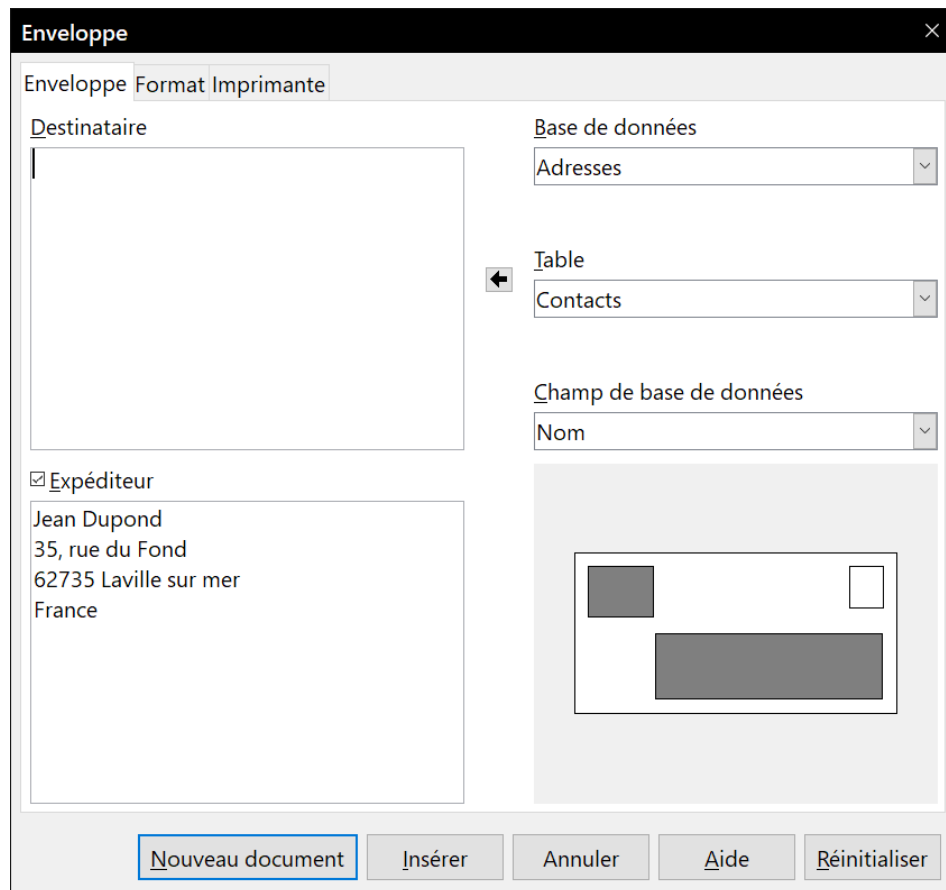 Enveloppe
Enveloppe Format Imprimante
Destinataire
Base de données
Adresses
Table
Contacts
Champ de base de données
Nom
Expéditeur
Jean Dupond
35, rue du Fond
62735 Laville sur mer
France
Nouveau document Insérer Annuler Aide Réinitialiser